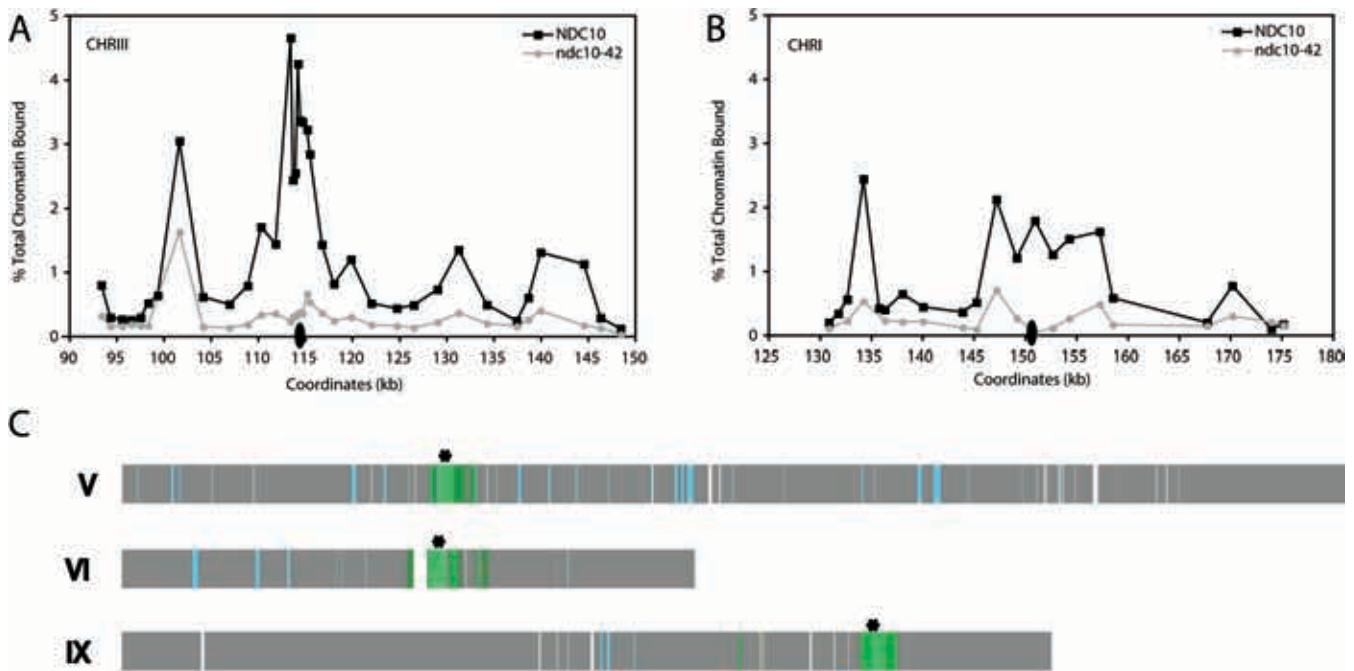 A
CHRIII
NDC10
ndc10-42
% Total Chromatin Bound
5
4
3
2
1
0
90 95 100 105 110 115 120 125 130 135 140 145 150
Coordinates (kb)
B
CHRI
NDC10
ndc10-42
% Total Chromatin Bound
5
4
3
2
1
0
125 130 135 140 145 150 155 160 165 170 175 180
Coordinates (kb)
C
V
*
VI
*
IX
*